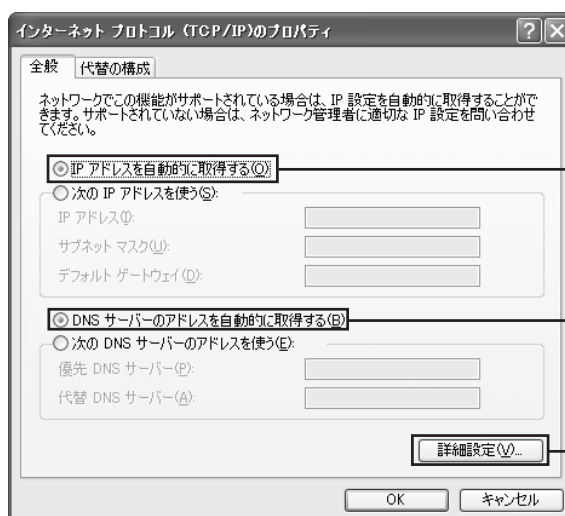 インターネット プロトコル (TCP/IP)のプロパティ
全般
代替の構成
ネットワークでこの機能がサポートされている場合は、IP 設定を自動的に取得することがで
きます。サポートされていない場合は、ネットワーク管理者に適切な IP 設定を問い合わせ
てください。
IP アドレスを自動的に取得する(O)
次の IP アドレスを使う(S):
IP アドレス(I):
サブネット マスク(U):
デフォルト ゲートウェイ(D):
DNS サーバーのアドレスを自動的に取得する(B)
次の DNS サーバーのアドレスを使う(E):
優先 DNS サーバー(P):
代替 DNS サーバー(A):
詳細設定(V)...
OK
キャンセル